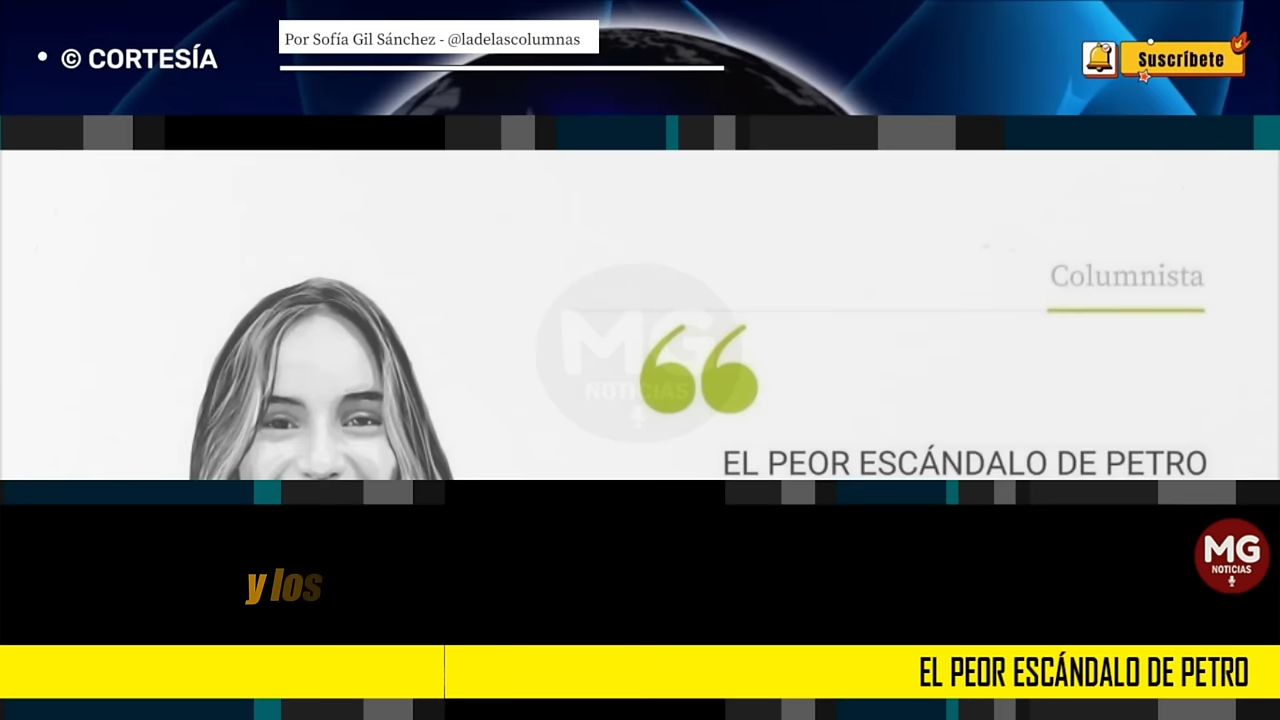 Por Sofía Gil Sánchez - @ladelascolumnas
• © CORTESÍA
Suscríbete
Columnista
MG
NOTICIAS
“
EL PEOR ESCÁNDALO DE PETRO
MG
NOTICIAS
y los
EL PEOR ESCÁNDALO DE PETRO